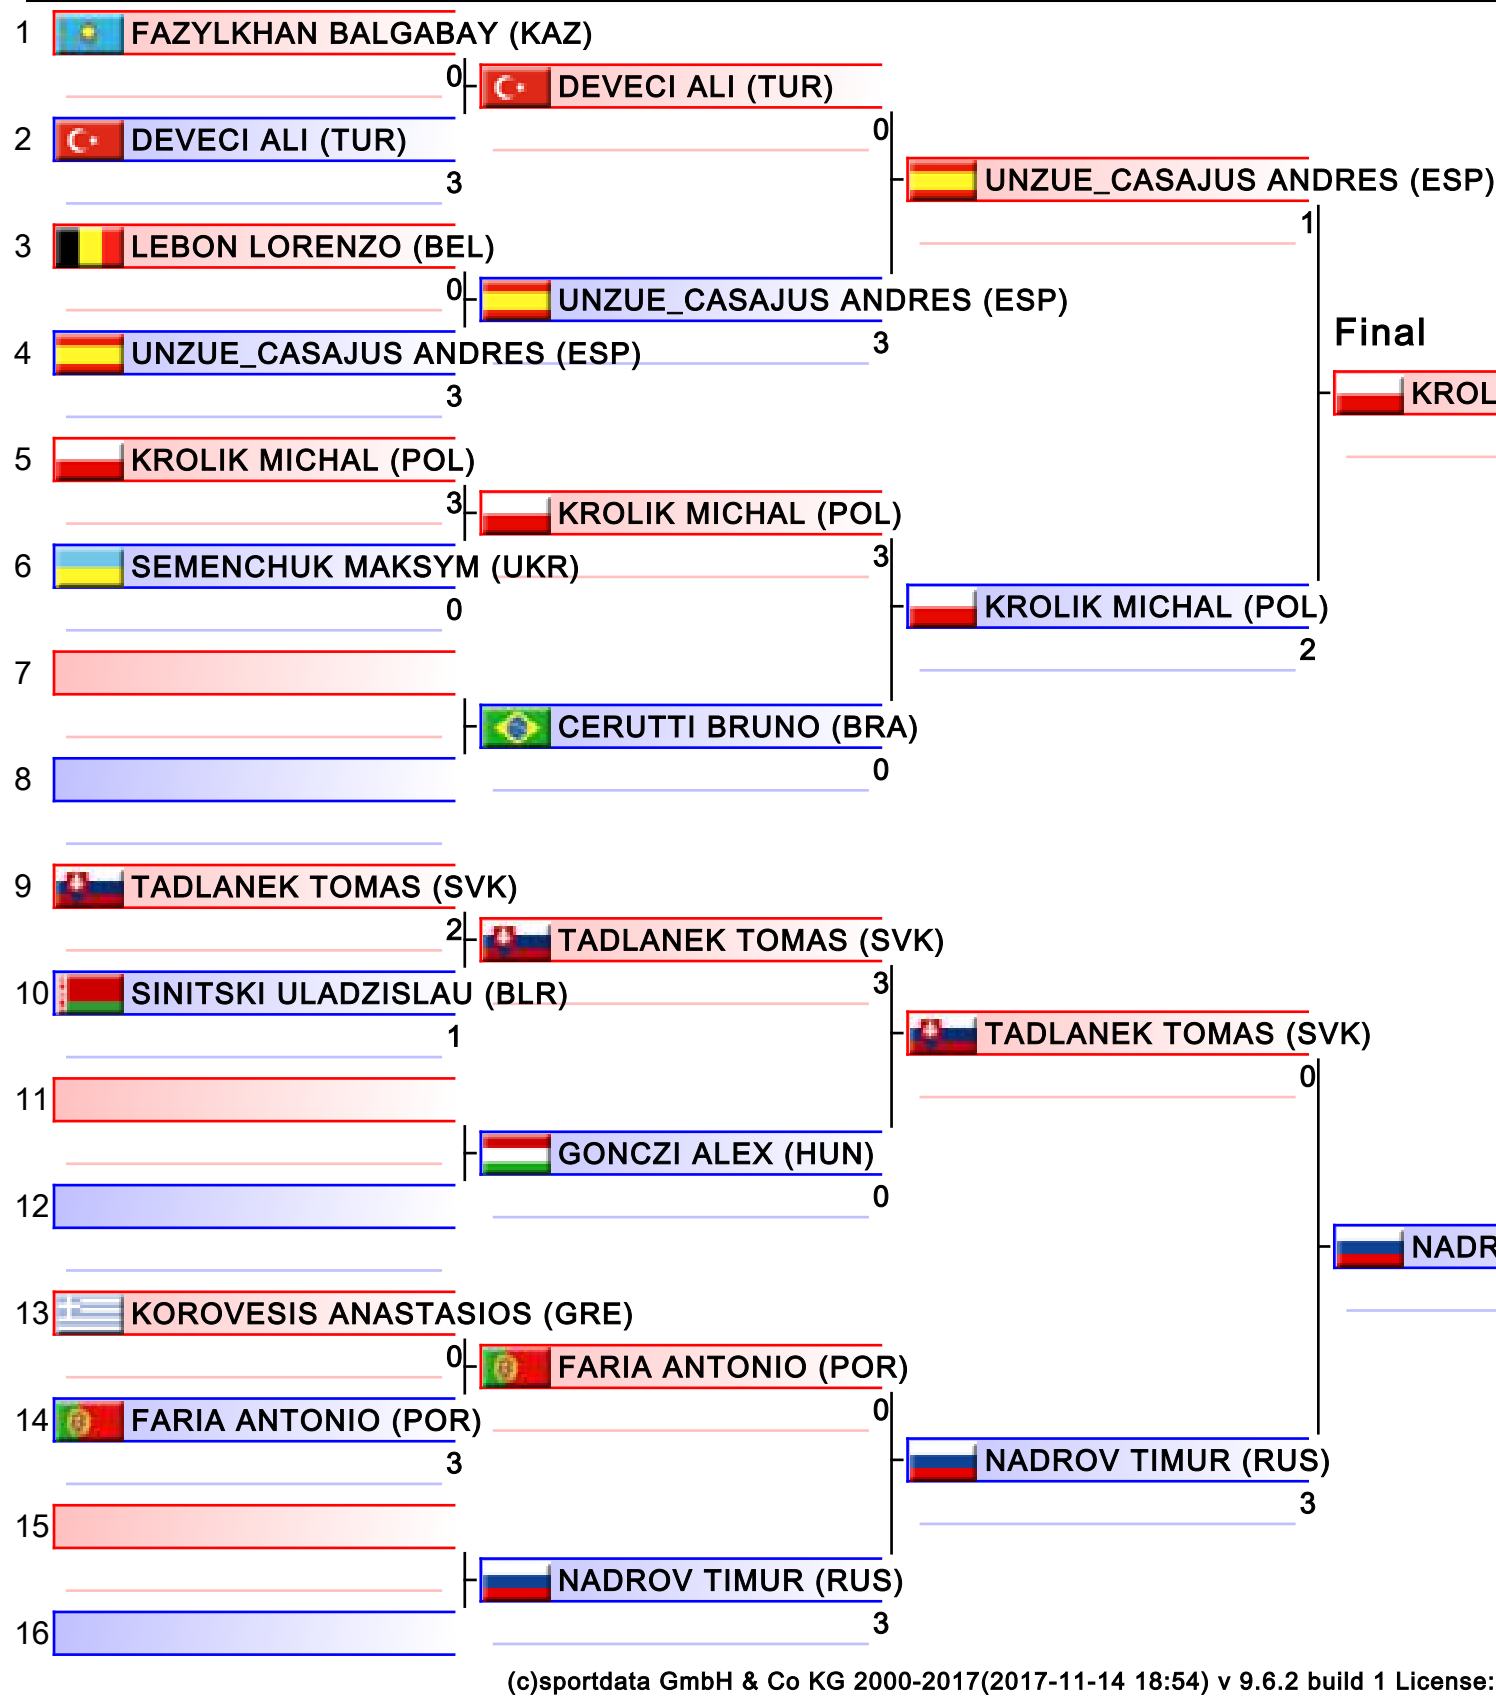 1 FAZYLKHAN BALGABAY (KAZ)
0 DEVECI ALI (TUR)
2 DEVECI ALI (TUR)
0
3
UNZUE_CASAJUS ANDRES (ESP)
1
3 LEBON LORENZO (BEL)
0 UNZUE_CASAJUS ANDRES (ESP)
3
4 UNZUE_CASAJUS ANDRES (ESP)
3
Final
KROL
5 KROLIK MICHAL (POL)
3 KROLIK MICHAL (POL)
3
6 SEMENCHUK MAKSYM (UKR)
0
KROLIK MICHAL (POL)
2
7
CERUTTI BRUNO (BRA)
0
8
9 TADLANEK TOMAS (SVK)
2 TADLANEK TOMAS (SVK)
3
10 SINITSKI ULADZISLAU (BLR)
1
TADLANEK TOMAS (SVK)
0
11
GONCZI ALEX (HUN)
0
12
NADR
13 KOROVESIS ANASTASIOS (GRE)
0 FARIA ANTONIO (POR)
0
14 FARIA ANTONIO (POR)
3
NADROV TIMUR (RUS)
3
15
NADROV TIMUR (RUS)
3
16
(c)sportdata GmbH & Co KG 2000-2017(2017-11-14 18:54) v 9.6.2 build 1 License: